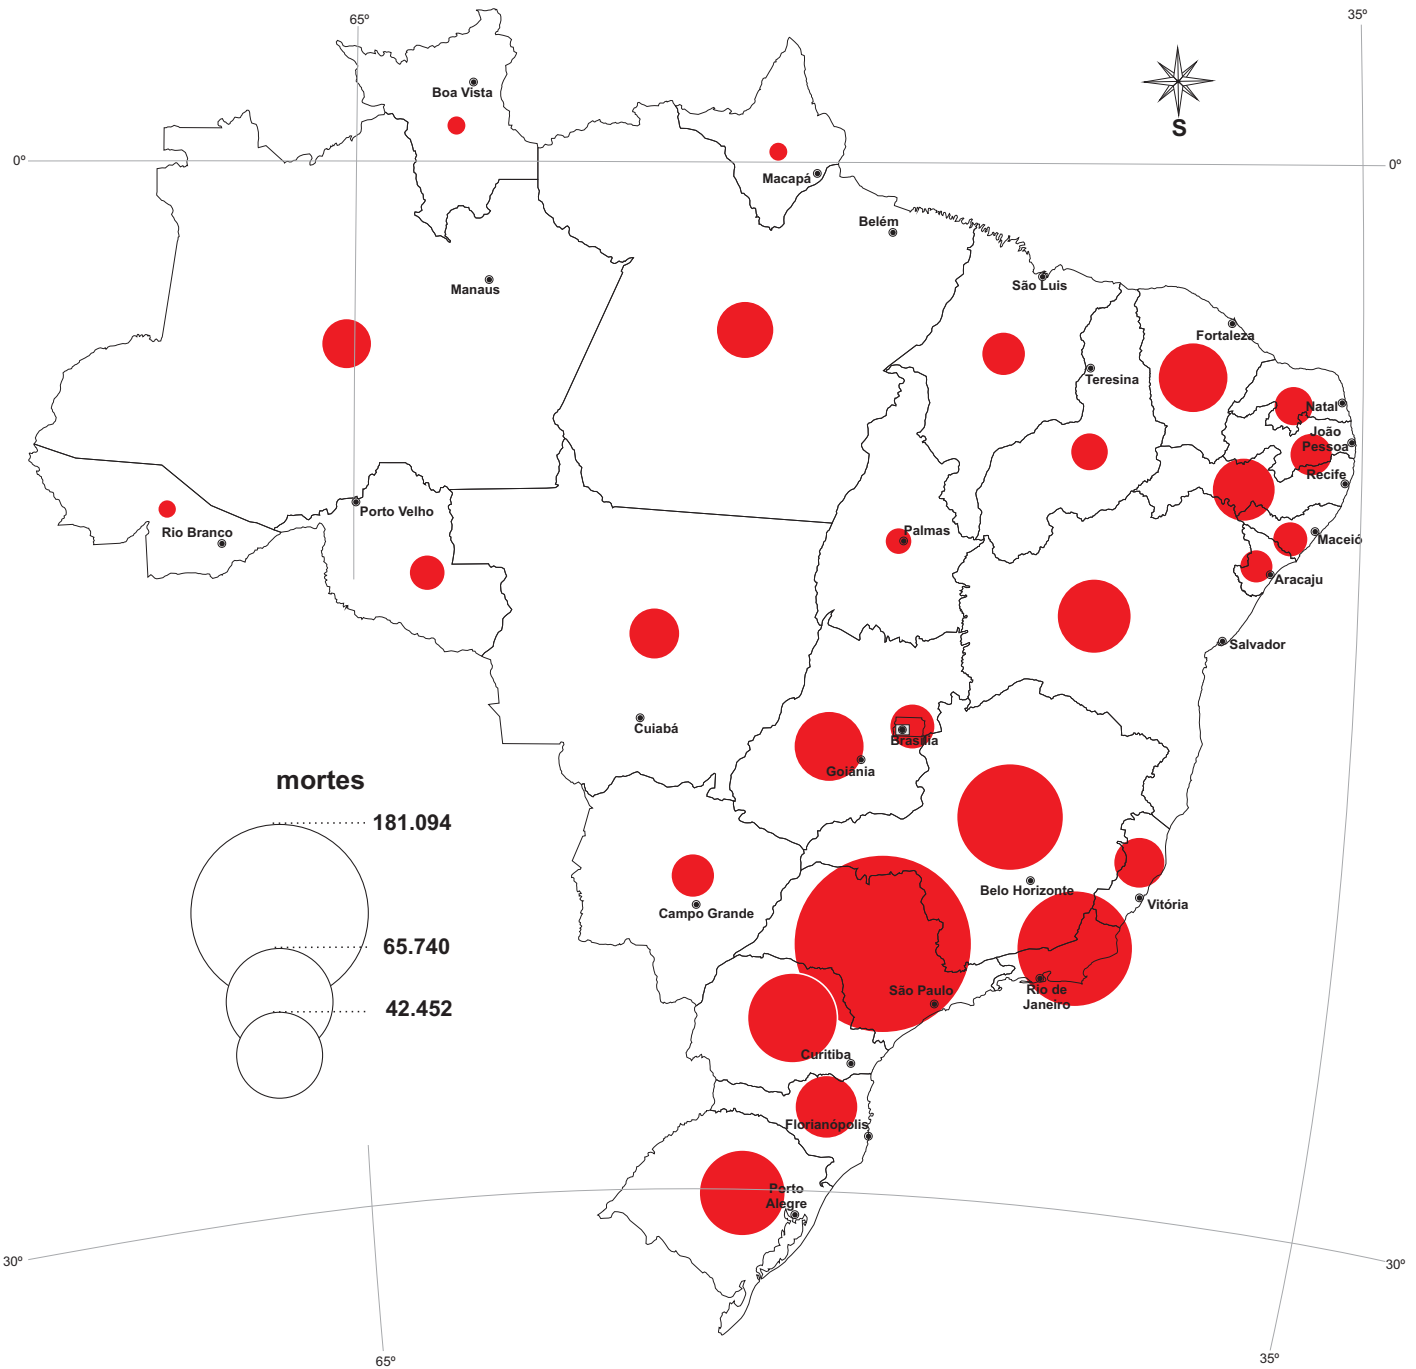 65º
35º
Boa Vista
S
0º
0º
Macapá
Belém
Manaus
São Luis
Fortaleza
Teresina
Natal
João
Pessoa
Recife
Porto Velho
Rio Branco
Palmas
Maceió
Aracaju
Salvador
Cuiabá
Brasília
Goiánia
mortes
181.094
65.740
42.452
Belo Horizonte
Vitória
Campo Grande
São Paulo
Rio de
Janeiro
Curitiba
Florianópolis
Porto
Alegre
30º
30º
65º
35º